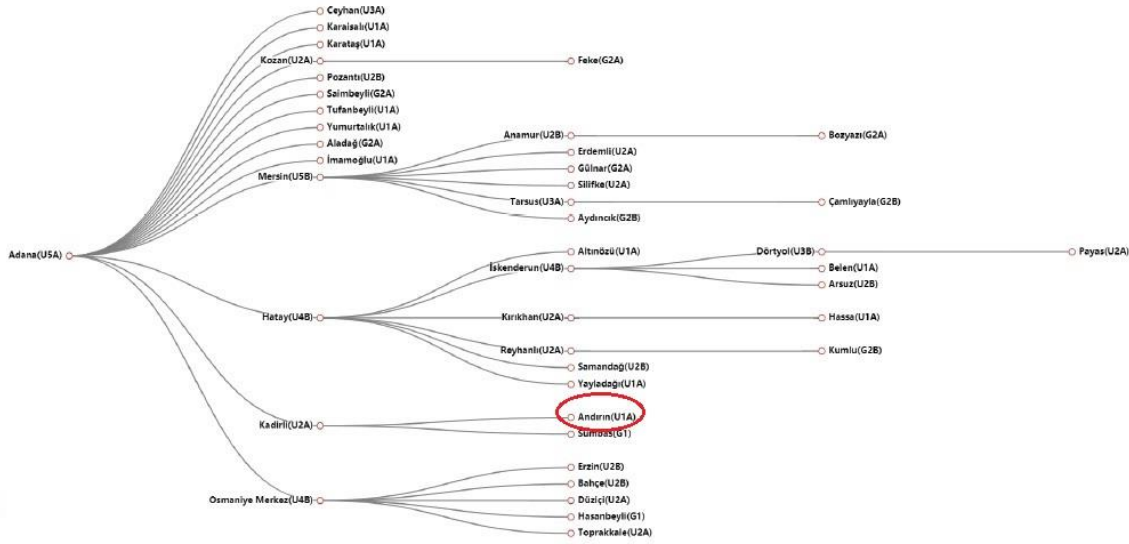 Ceyhan(U3A)
Karaisalı(U1A)
Karataş(U1A)
Kozan(U2A)
Feke(G2A)
Pozantı(U2B)
Saimbeyli(G2A)
Tufanbeyli(U1A)
Yumurtalık(U1A)
Aladağ(G2A)
İmamoğlu(U1A)
Mersin(U5B)
Anamur(U2B)
Bozyazı(G2A)
Erdemli(U2A)
Gülnar(G2A)
Silifke(U2A)
Tarsus(U3A)
Çamlıyayla(G2B)
Aydıncık(G2B)
Adana(U5A)
Altınözü(U1A)
Dörtyol(U3B)
Payas(U2A)
İskenderun(U4B)
Belen(U1A)
Arsuz(U2B)
Hatay(U4B)
Kırıkhan(U2A)
Hassa(U1A)
Reyhanlı(U2A)
Kumlu(G2B)
Samandağ(U2B)
Yayladağı(U1A)
Andırın(U1A)
Kadirli(U2A)
Sumbas(G1)
Erzin(U2B)
Bahçe(U2B)
Osmaniye Merkez(U4B)
Düziçi(U2A)
Hasanbeyli(G1)
Toprakkale(U2A)